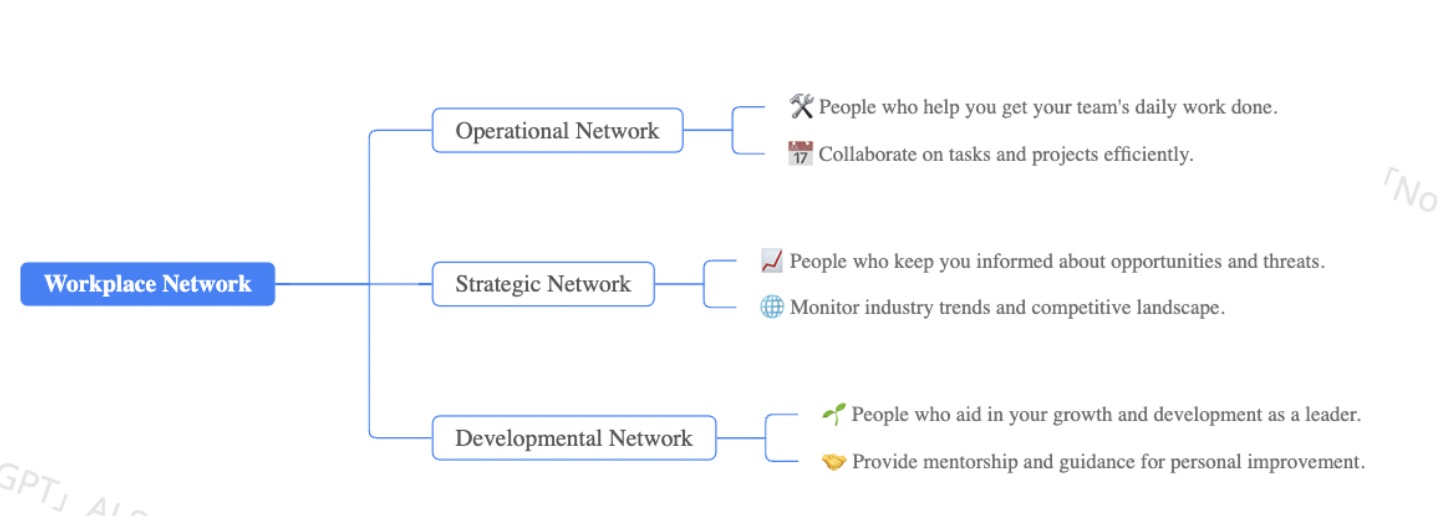 Workplace Network
Operational Network
🛠 People who help you get your team's daily work done.
📅 Collaborate on tasks and projects efficiently.
Strategic Network
📈 People who keep you informed about opportunities and threats.
🌐 Monitor industry trends and competitive landscape.
Developmental Network
🌱 People who aid in your growth and development as a leader.
🤝 Provide mentorship and guidance for personal improvement.
「No
GPT」